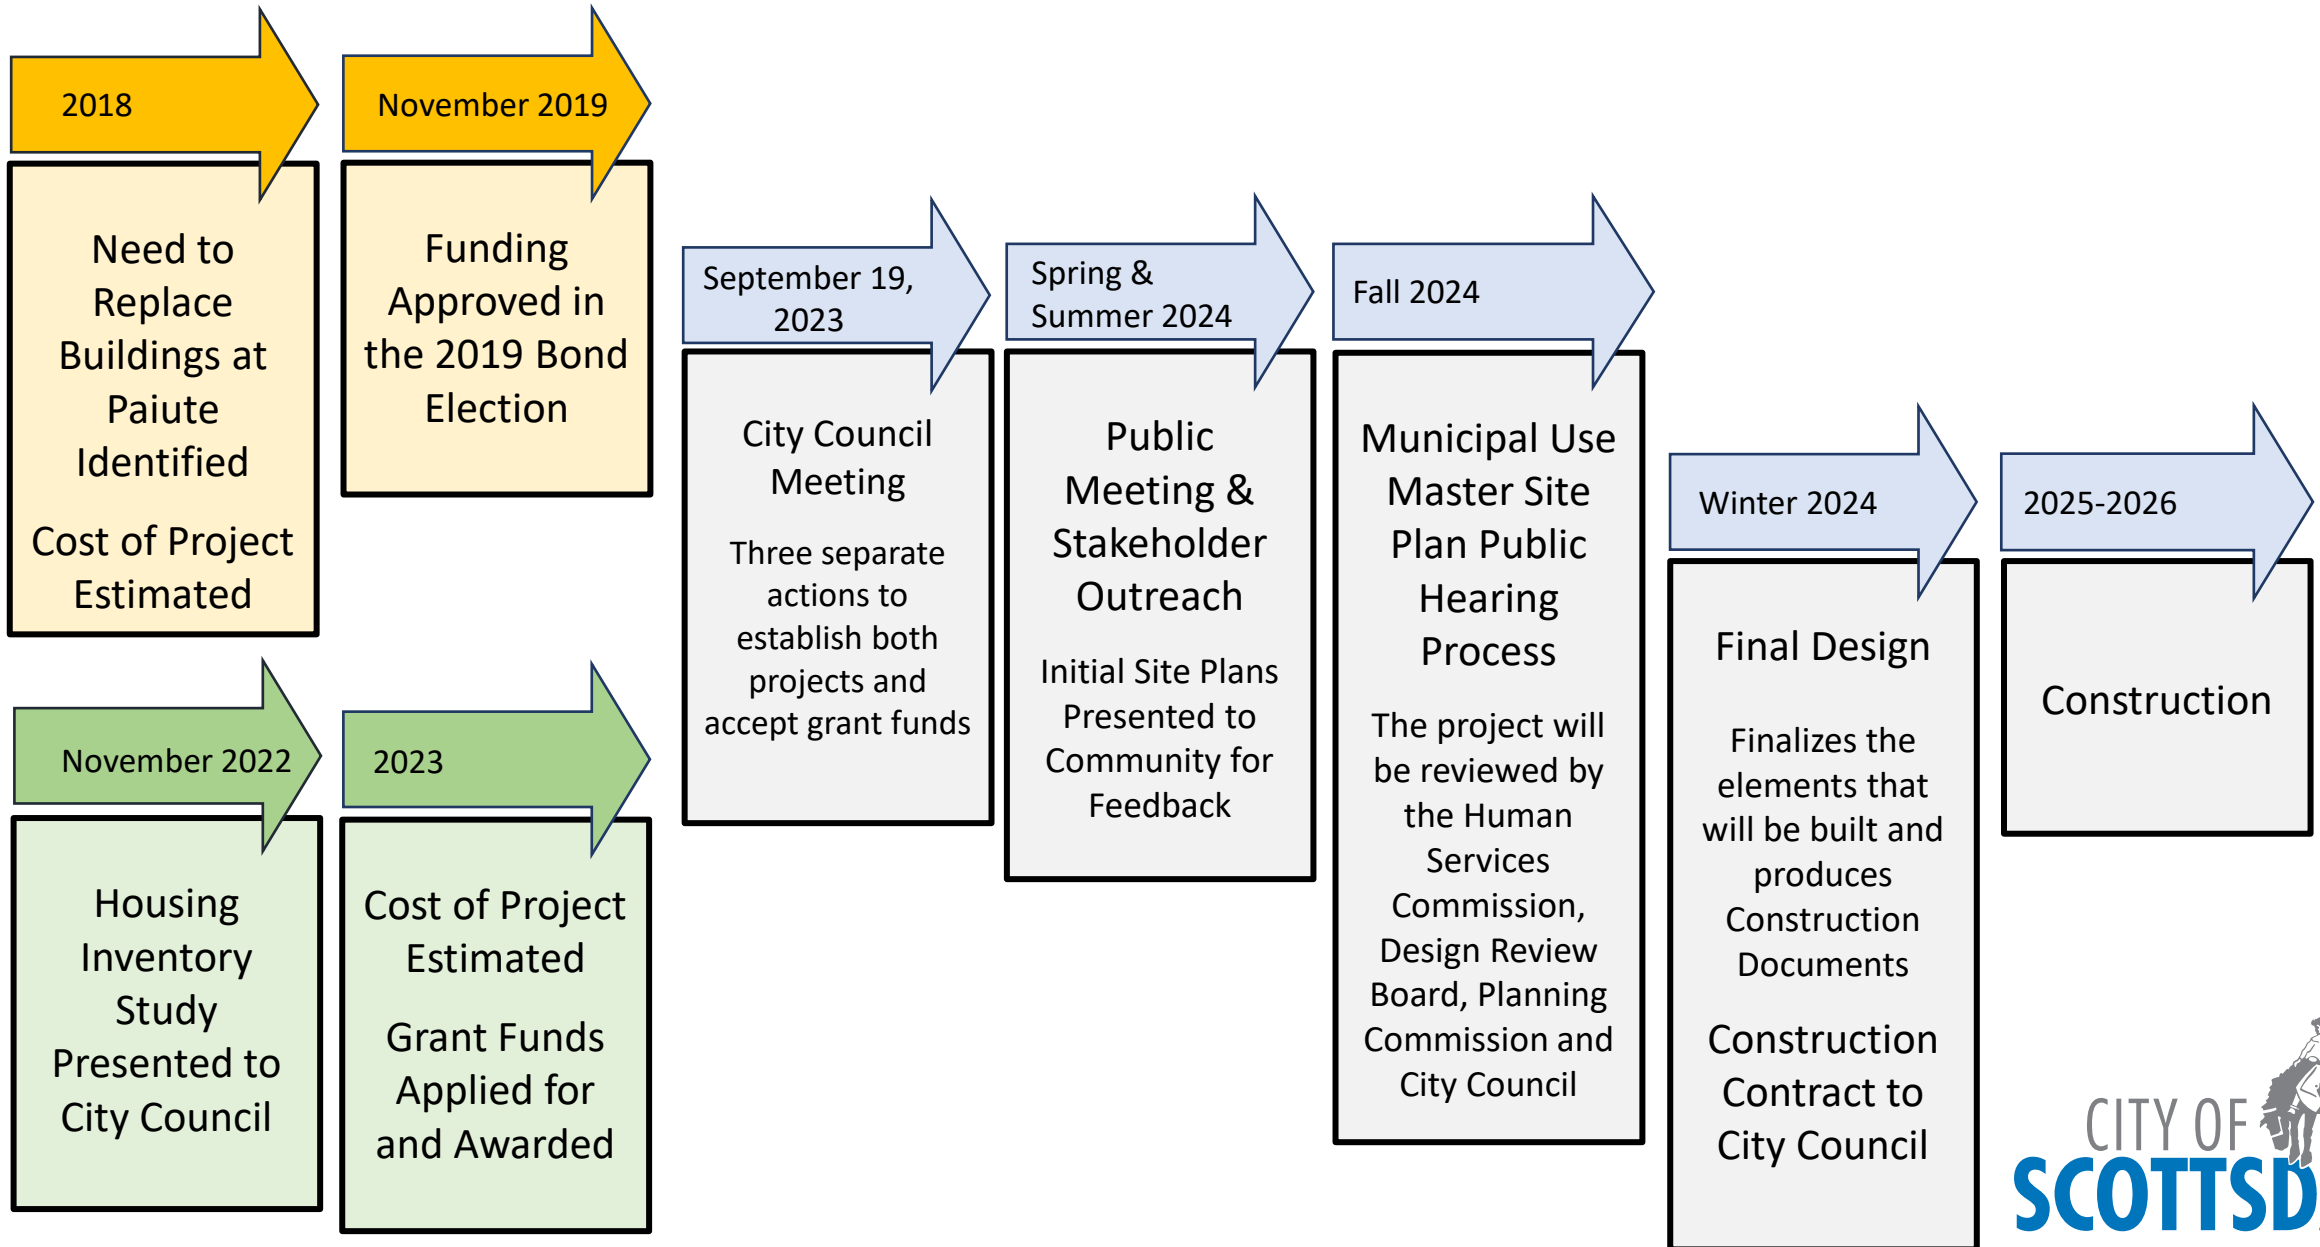 2018
Need to
Replace
Buildings at
Paiute
Identified
Cost of Project
Estimated
November 2019
Funding
Approved in
the 2019 Bond
Election
November 2022
Housing
Inventory
Study
Presented to
City Council
2023
Cost of Project
Estimated
Grant Funds
Applied for
and Awarded
September 19,
2023
City Council
Meeting
Three separate
actions to
establish both
projects and
accept grant funds
Spring &
Summer 2024
Public
Meeting &
Stakeholder
Outreach
Initial Site Plans
Presented to
Community for
Feedback
Fall 2024
Municipal Use
Master Site
Plan Public
Hearing
Process
The project will
be reviewed by
the Human
Services
Commission,
Design Review
Board, Planning
Commission and
City Council
Winter 2024
Final Design
Finalizes the
elements that
will be built and
produces
Construction
Documents
Construction
Contract to
City Council
2025-2026
Construction
CITY OF
SCOTTSD